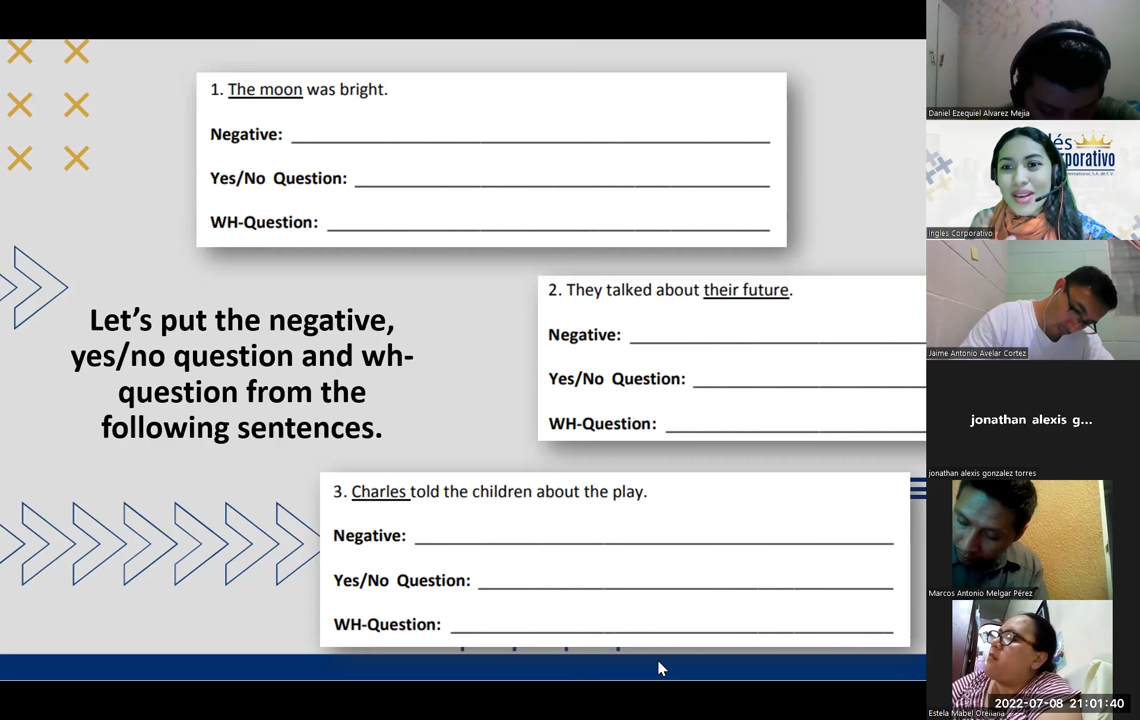 1. The moon was bright.
Negative:
Yes/No Question:
WH-Question:
2. They talked about their future.
Negative:
Yes/No Question:
WH-Question:
Let's put the negative,
yes/no question and wh-
question from the
following sentences.
3. Charles told the children about the play.
Negative:
Yes/No Question:
WH-Question:
Daniel Ezequiel Alvarez Mejia
lés
rporativo
Inglés Corporativo
Jaime Antonio Avelar Cortez
jonathan alexis g...
jonathan alexis gonzalez torres
Marcos Antonio Melgar Pérez
2022-07-08 21:01:40
Estela Mabel Orellana